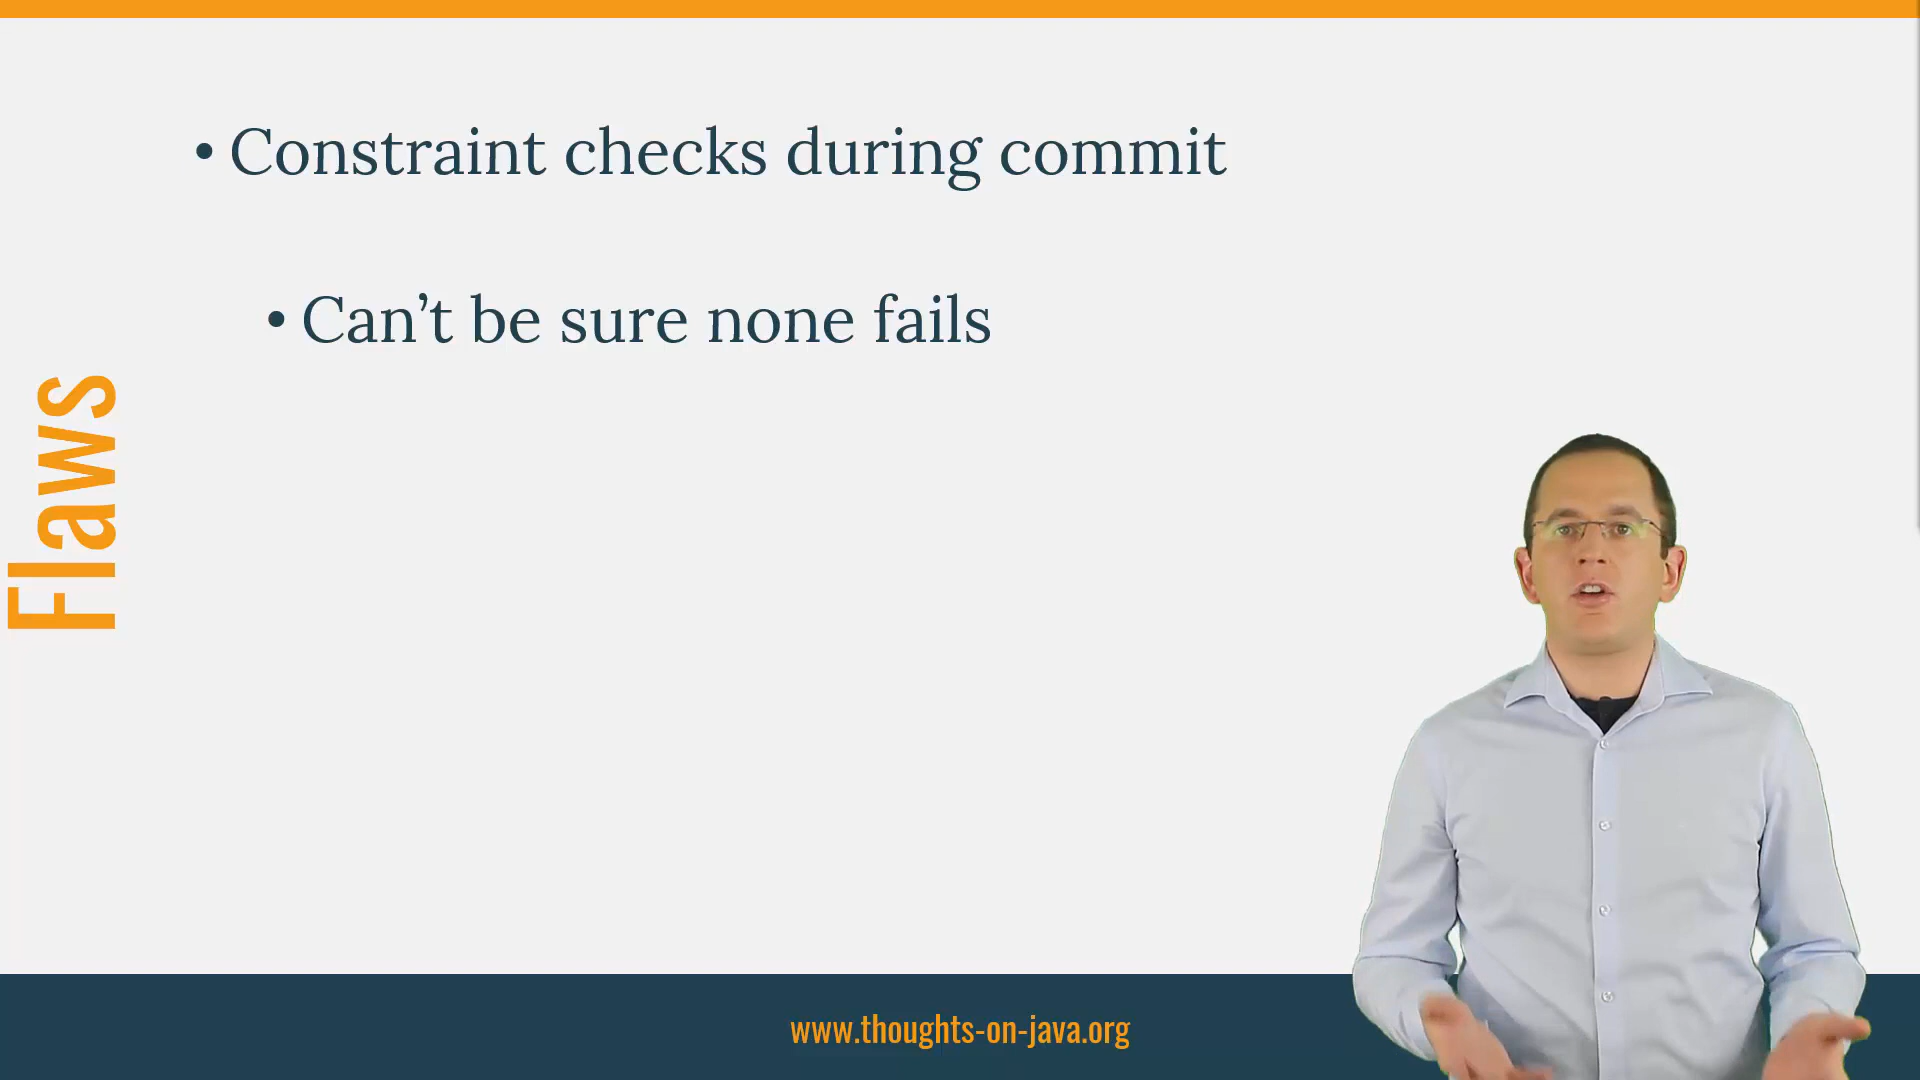 • Constraint checks during commit
• Can’t be sure none fails
Flaws
www.thoughts-on-java.org